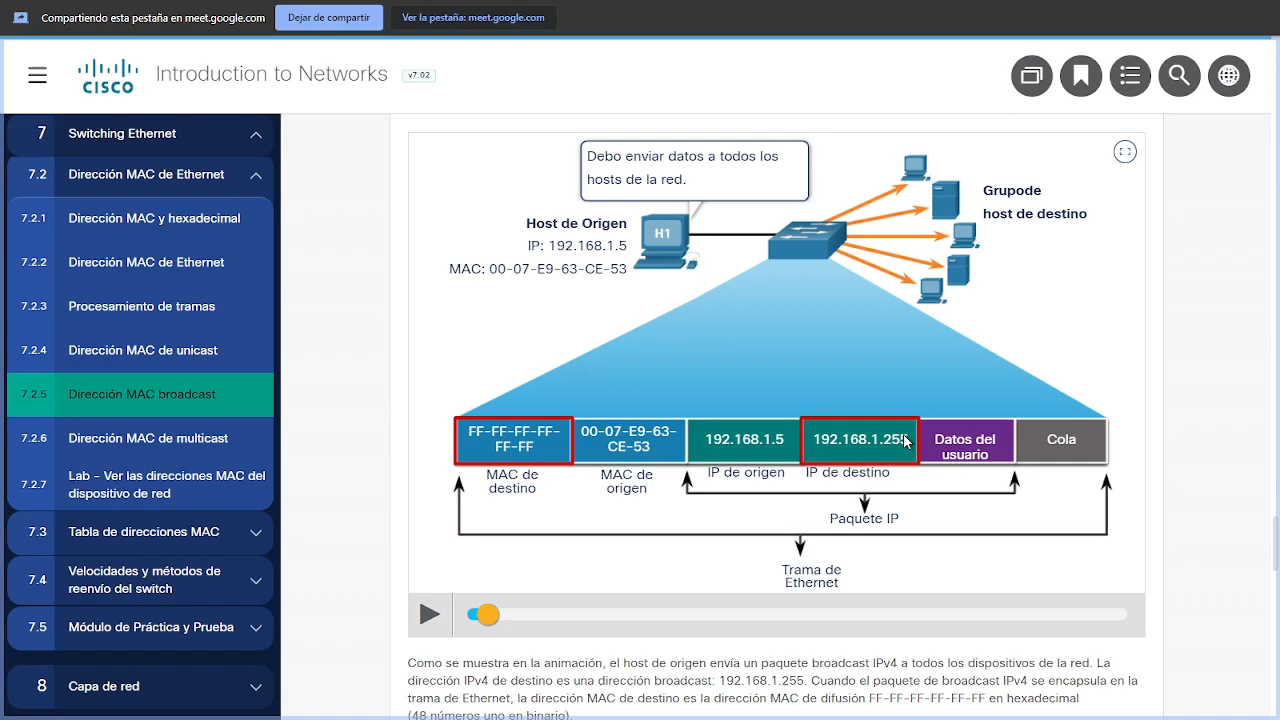 Compartiendo esta pestaña en meet.google.com
Dejar de compartir
Ver la pestaña: meet.google.com
CISCO
Introduction to Networks
v7.02
7 Switching Ethernet
7.2 Dirección MAC de Ethernet
7.2.1 Dirección MAC y hexadecimal
7.2.2 Dirección MAC de Ethernet
7.2.3 Procesamiento de tramas
7.2.4 Dirección MAC de unicast
7.2.5 Dirección MAC broadcast
7.2.6 Dirección MAC de multicast
7.2.7 Lab - Ver las direcciones MAC del
dispositivo de red
7.3 Tabla de direcciones MAC
7.4 Velocidades y métodos de
reenvío del switch
7.5 Módulo de Práctica y Prueba
8 Capa de red
Debo enviar datos a todos los
hosts de la red.
Host de Origen
IP: 192.168.1.5
MAC: 00-07-E9-63-CE-53
H1
Grupode
host de destino
FF-FF-FF-FF-
FF-FF
00-07-E9-63-
CE-53
192.168.1.5
192.168.1.255
Datos del
usuario
Cola
MAC de
destino
MAC de
origen
IP de origen
IP de destino
Paquete IP
Trama de
Ethernet
Como se muestra en la animación, el host de origen envía un paquete broadcast IPv4 a todos los dispositivos de la red. La
dirección IPv4 de destino es una dirección broadcast: 192.168.1.255. Cuando el paquete de broadcast IPv4 se encapsula en la
trama de Ethernet, la dirección MAC de destino es la dirección MAC de difusión FF-FF-FF-FF-FF-FF en hexadecimal
(48 números uno en binario).